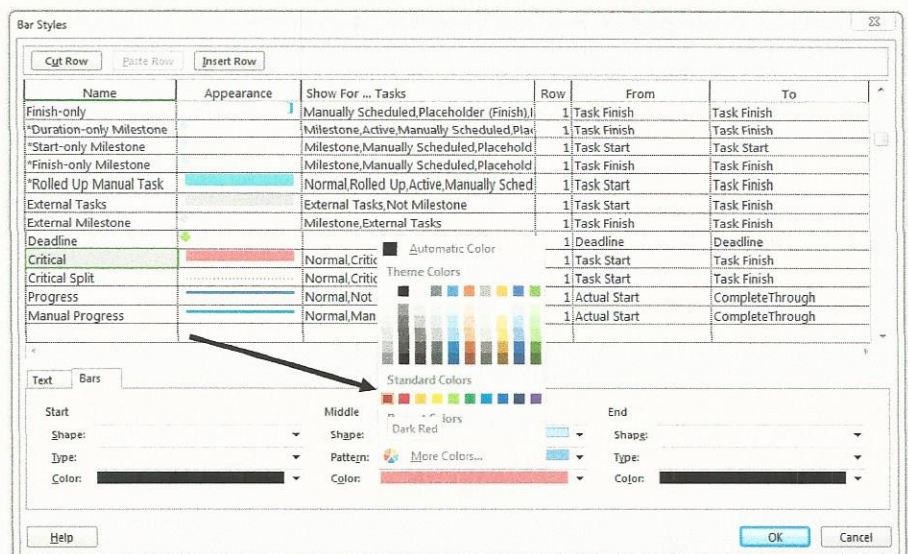 Bar Styles
Cut Row Paste Row Insert Row
Name Appearance Show For ... Tasks Row From To
Finish-only Manually Scheduled,Placeholder (Finish), 1 Task Finish Task Finish
*Duration-only Milestone Milestone,Active,Manually Scheduled,Pla 1 Task Finish Task Finish
*Start-only Milestone Milestone,Manually Scheduled,Placehold 1 Task Start Task Start
*Finish-only Milestone Milestone,Manually Scheduled,Placehold 1 Task Finish Task Finish
*Rolled Up Manual Task Normal,Rolled Up,Active,Manually Sched 1 Task Start Task Finish
External Tasks External Tasks,Not Milestone 1 Task Start Task Finish
External Milestone Milestone,External Tasks 1 Task Finish Task Finish
Deadline 1 Deadline Deadline
Critical Normal,Critic 1 Task Start Task Finish
Critical Split Normal,Critic 1 Task Start Task Finish
Progress Normal,Not 1 Actual Start CompleteThrough
Manual Progress Normal,Man 1 Actual Start CompleteThrough
Automatic Color
Theme Colors
Standard Colors
Dark Red
More Colors...
Text Bars
Start Middle End
Shape: Shape: Shape:
Type: Pattern: Type:
Color: Color: Color:
Help OK Cancel